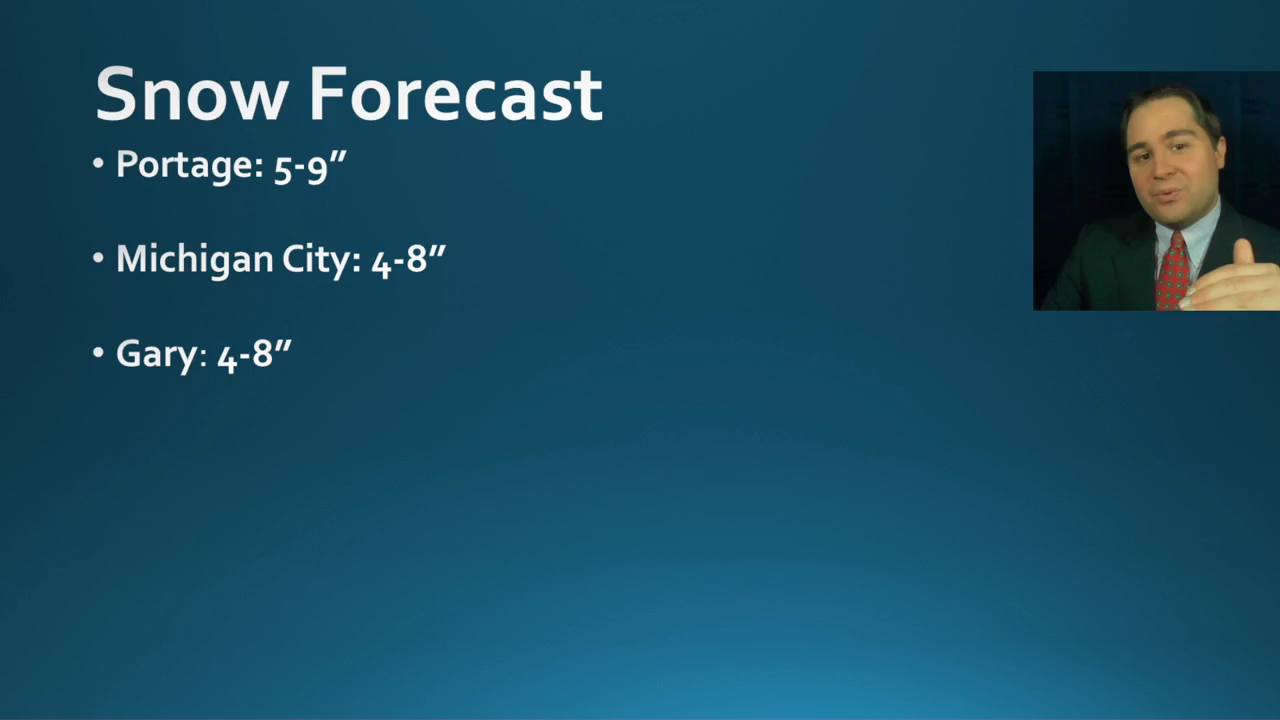 Snow Forecast
• Portage: 5-9”
• Michigan City: 4-8”
• Gary: 4-8”